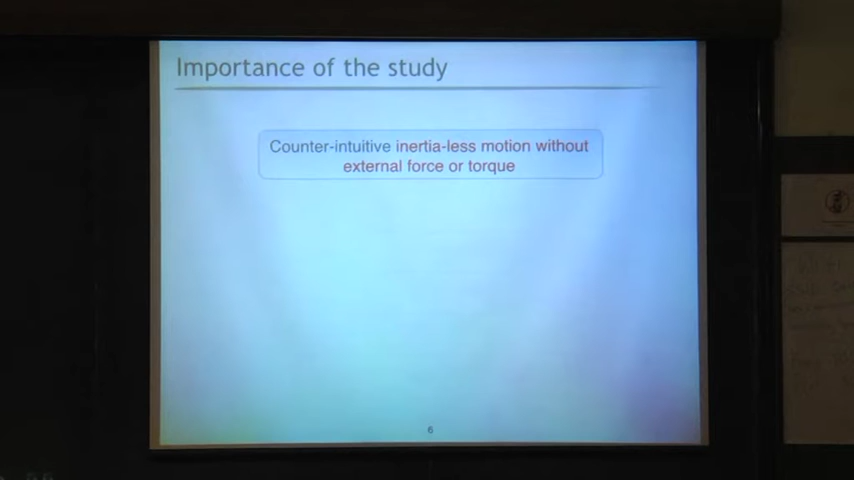 Importance of the study
Counter-intuitive inertia-less motion without
external force or torque
6